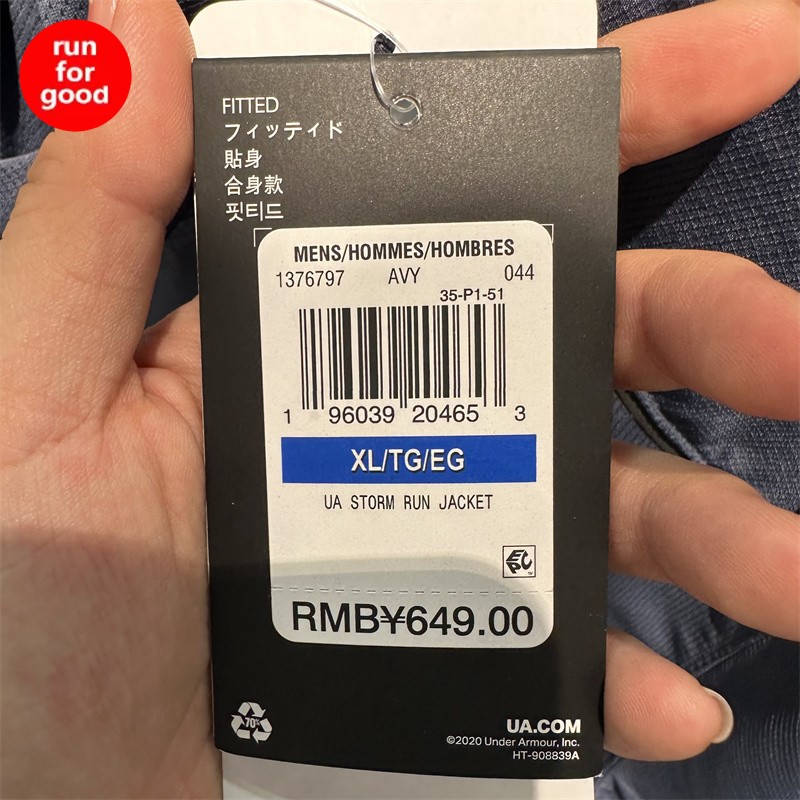 run
for
good
FITTED
フィッティド
貼身
合身款
핏티드
MENS/HOMMES/HOMBRES
1376797 AVY 044
35-P1-51
1 96039 20465 3
XL/TG/EG
UA STORM RUN JACKET
EPC
RMB¥649.00
70%
UA.COM
©2020 Under Armour, Inc.
HT-908839A